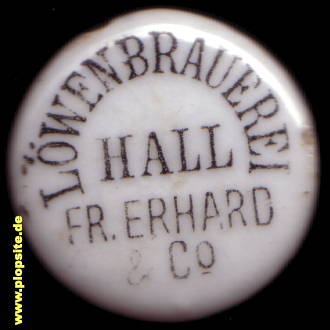 LÖWENBRAUEREI
HALL
FR. ERHARD
& Co
www.plopsite.de